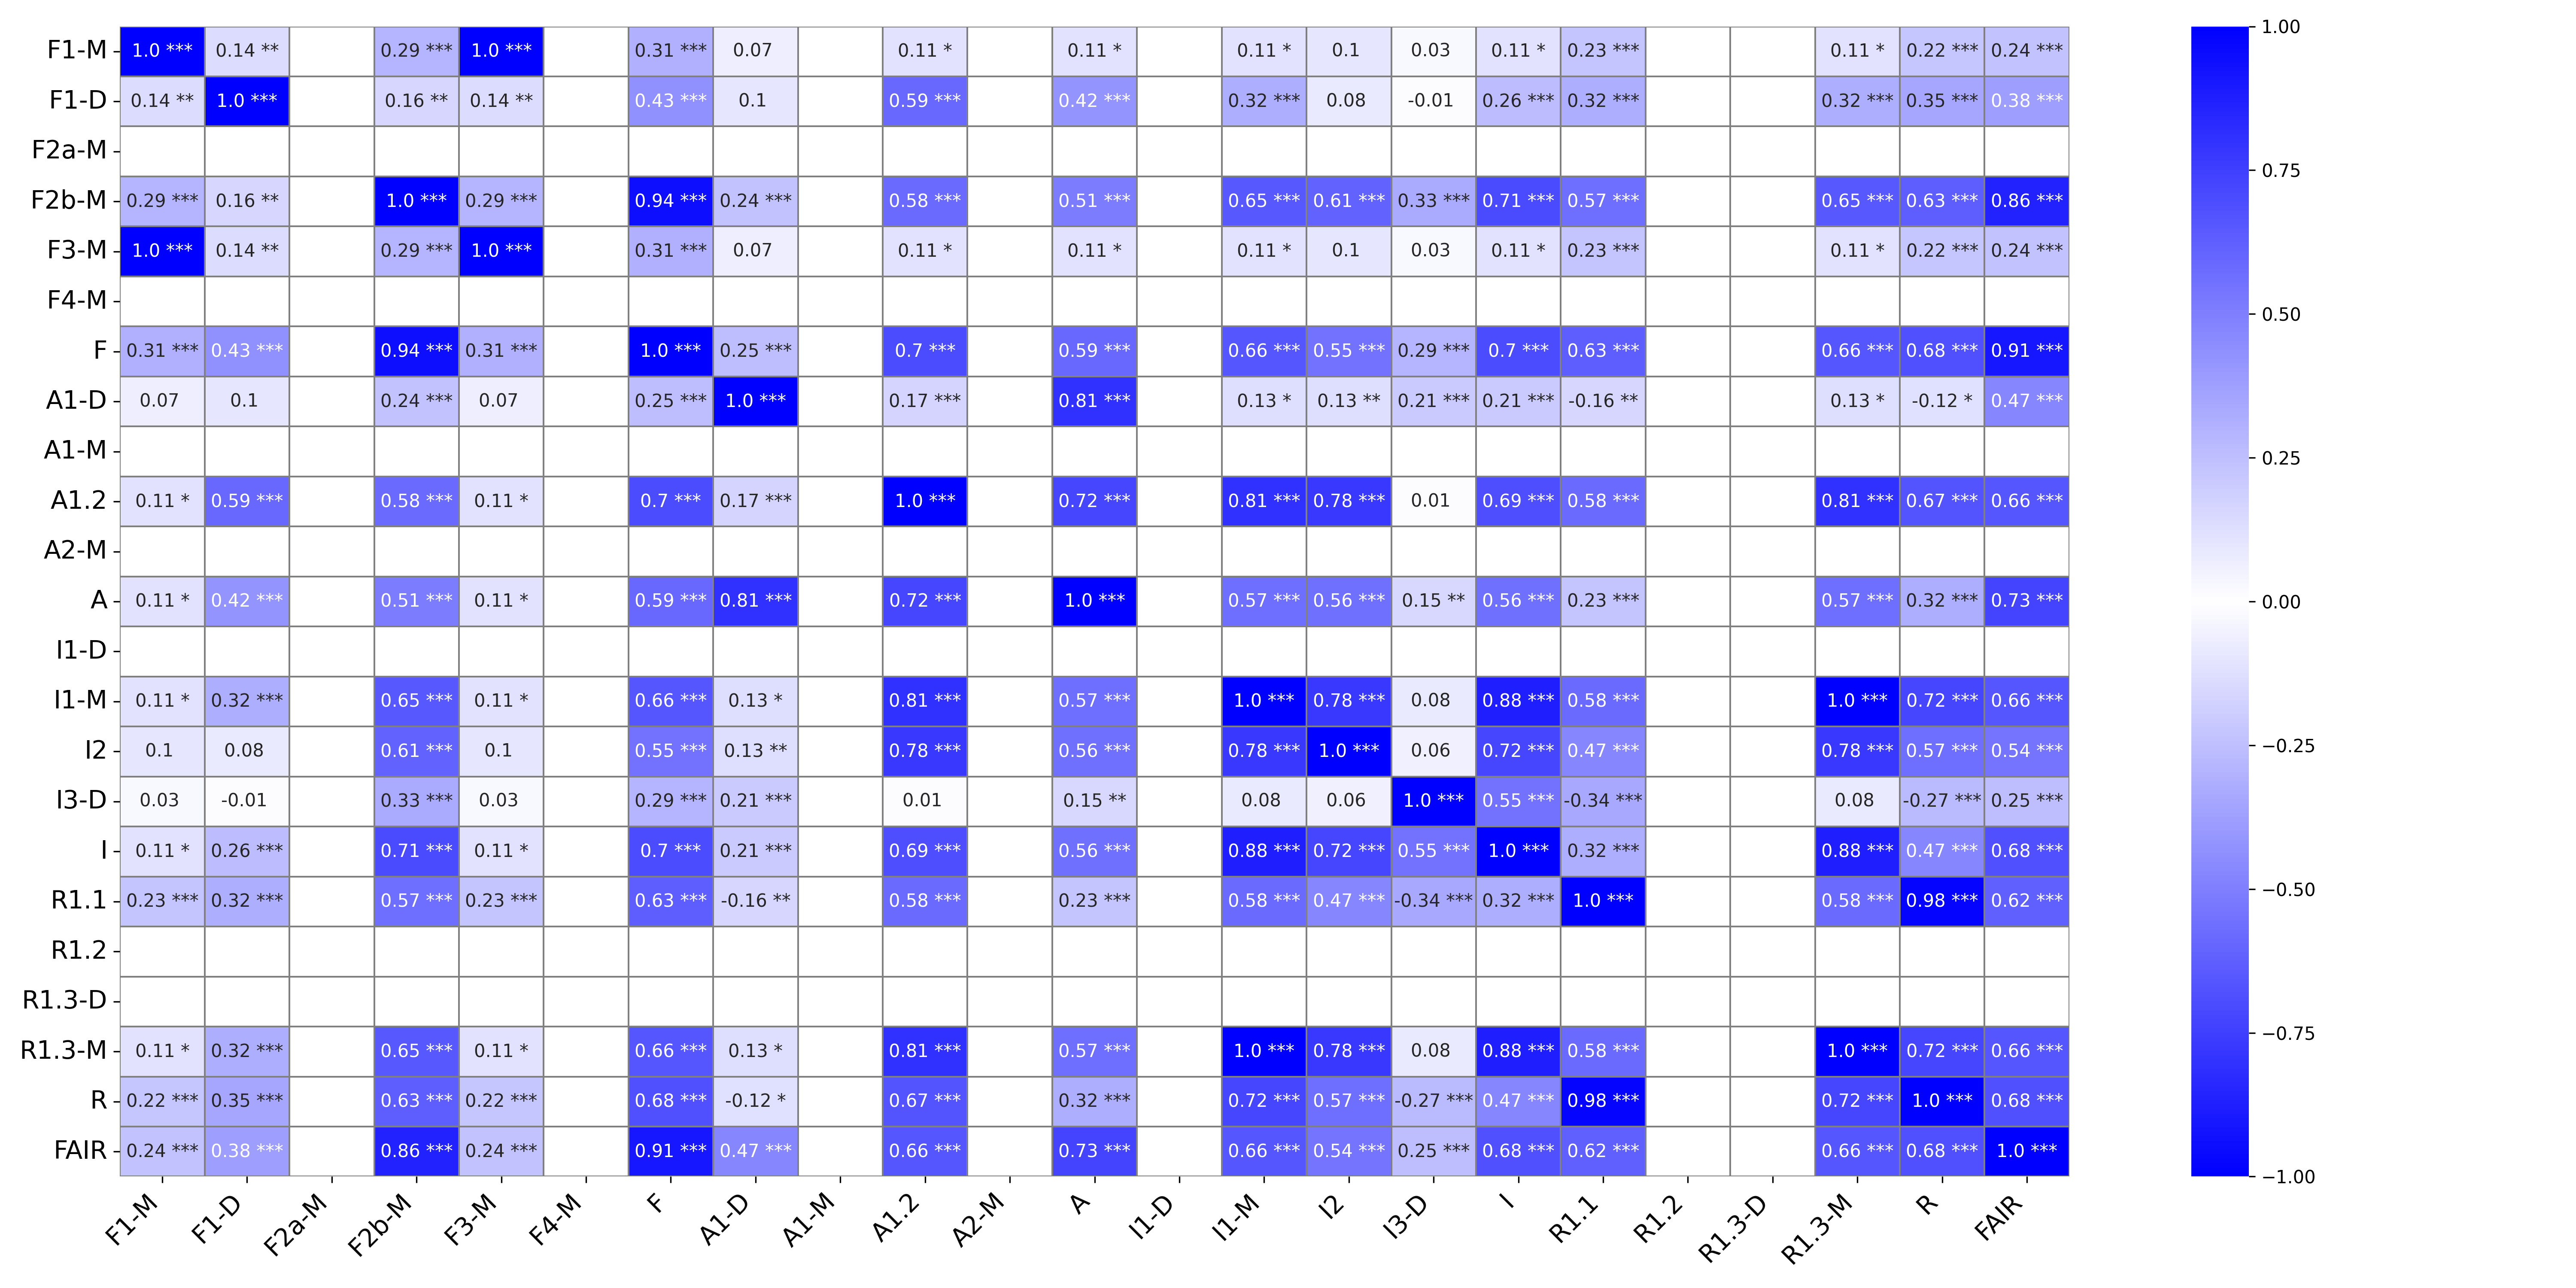 F1-M 1.0 *** 0.14 ** 0.29 *** 1.0 *** 0.31 *** 0.07 0.11 * 0.11 * 0.11 * 0.1 0.03 0.11 * 0.23 *** 0.11 * 0.22 *** 0.24 ***
F1-D 0.14 ** 1.0 *** 0.16 ** 0.14 ** 0.43 *** 0.1 0.59 *** 0.42 *** 0.32 *** 0.08 -0.01 0.26 *** 0.32 *** 0.32 *** 0.35 *** 0.38 ***
F2a-M
F2b-M 0.29 *** 0.16 ** 1.0 *** 0.29 *** 0.94 *** 0.24 *** 0.58 *** 0.51 *** 0.65 *** 0.61 *** 0.33 *** 0.71 *** 0.57 *** 0.65 *** 0.63 *** 0.86 ***
F3-M 1.0 *** 0.14 ** 0.29 *** 1.0 *** 0.31 *** 0.07 0.11 * 0.11 * 0.11 * 0.1 0.03 0.11 * 0.23 *** 0.11 * 0.22 *** 0.24 ***
F4-M
F 0.31 *** 0.43 *** 0.94 *** 0.31 *** 1.0 *** 0.25 *** 0.7 *** 0.59 *** 0.66 *** 0.55 *** 0.29 *** 0.7 *** 0.63 *** 0.66 *** 0.68 *** 0.91 ***
A1-D 0.07 0.1 0.24 *** 0.07 0.25 *** 1.0 *** 0.17 *** 0.81 *** 0.13 * 0.13 ** 0.21 *** 0.21 *** -0.16 ** 0.13 * -0.12 * 0.47 ***
A1-M
A1.2 0.11 * 0.59 *** 0.58 *** 0.11 * 0.7 *** 0.17 *** 1.0 *** 0.72 *** 0.81 *** 0.78 *** 0.01 0.69 *** 0.58 *** 0.81 *** 0.67 *** 0.66 ***
A2-M
A 0.11 * 0.42 *** 0.51 *** 0.11 * 0.59 *** 0.81 *** 0.72 *** 1.0 *** 0.57 *** 0.56 *** 0.15 ** 0.56 *** 0.23 *** 0.57 *** 0.32 *** 0.73 ***
I1-D
I1-M 0.11 * 0.32 *** 0.65 *** 0.11 * 0.66 *** 0.13 * 0.81 *** 0.57 *** 1.0 *** 0.78 *** 0.08 0.88 *** 0.58 *** 1.0 *** 0.72 *** 0.66 ***
I2 0.1 0.08 0.61 *** 0.1 0.55 *** 0.13 ** 0.78 *** 0.56 *** 0.78 *** 1.0 *** 0.06 0.72 *** 0.47 *** 0.78 *** 0.57 *** 0.54 ***
I3-D 0.03 -0.01 0.33 *** 0.03 0.29 *** 0.21 *** 0.01 0.15 ** 0.08 0.06 1.0 *** 0.55 *** -0.34 *** 0.08 -0.27 *** 0.25 ***
I 0.11 * 0.26 *** 0.71 *** 0.11 * 0.7 *** 0.21 *** 0.69 *** 0.56 *** 0.88 *** 0.72 *** 0.55 *** 1.0 *** 0.32 *** 0.88 *** 0.47 *** 0.68 ***
R1.1 0.23 *** 0.32 *** 0.57 *** 0.23 *** 0.63 *** -0.16 ** 0.58 *** 0.23 *** 0.58 *** 0.47 *** -0.34 *** 0.32 *** 1.0 *** 0.58 *** 0.98 *** 0.62 ***
R1.2
R1.3-D
R1.3-M 0.11 * 0.32 *** 0.65 *** 0.11 * 0.66 *** 0.13 * 0.81 *** 0.57 *** 1.0 *** 0.78 *** 0.08 0.88 *** 0.58 *** 1.0 *** 0.72 *** 0.66 ***
R 0.22 *** 0.35 *** 0.63 *** 0.22 *** 0.68 *** -0.12 * 0.67 *** 0.32 *** 0.72 *** 0.57 *** -0.27 *** 0.47 *** 0.98 *** 0.72 *** 1.0 *** 0.68 ***
FAIR 0.24 *** 0.38 *** 0.86 *** 0.24 *** 0.91 *** 0.47 *** 0.66 *** 0.73 *** 0.66 *** 0.54 *** 0.25 *** 0.68 *** 0.62 *** 0.66 *** 0.68 *** 1.0 ***
F1-M F1-D F2a-M F2b-M F3-M F4-M F A1-D A1-M A1.2 A2-M A I1-D I1-M I2 I3-D I R1.1 R1.2 R1.3-D R1.3-M R FAIR
1.00
0.75
0.50
0.25
0.00
−0.25
−0.50
−0.75
−1.00